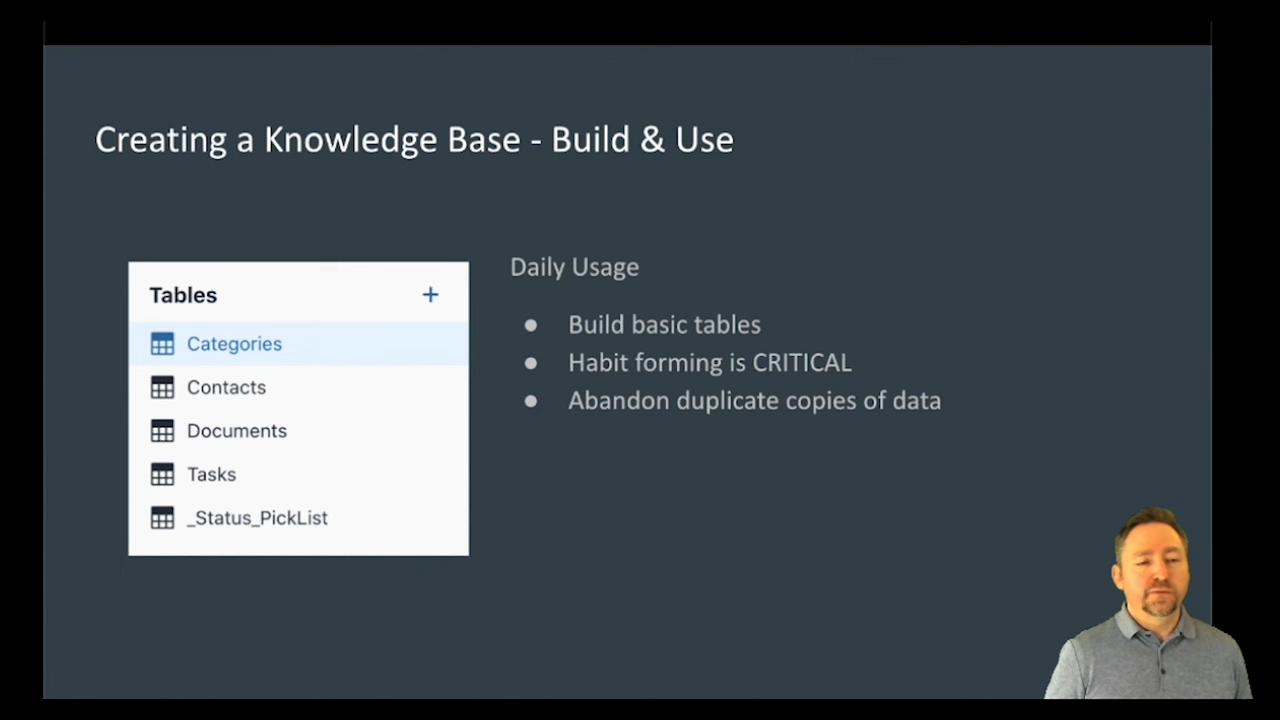 Creating a Knowledge Base - Build & Use
Tables +
Categories
Contacts
Documents
Tasks
_Status_PickList
Daily Usage
● Build basic tables
● Habit forming is CRITICAL
● Abandon duplicate copies of data